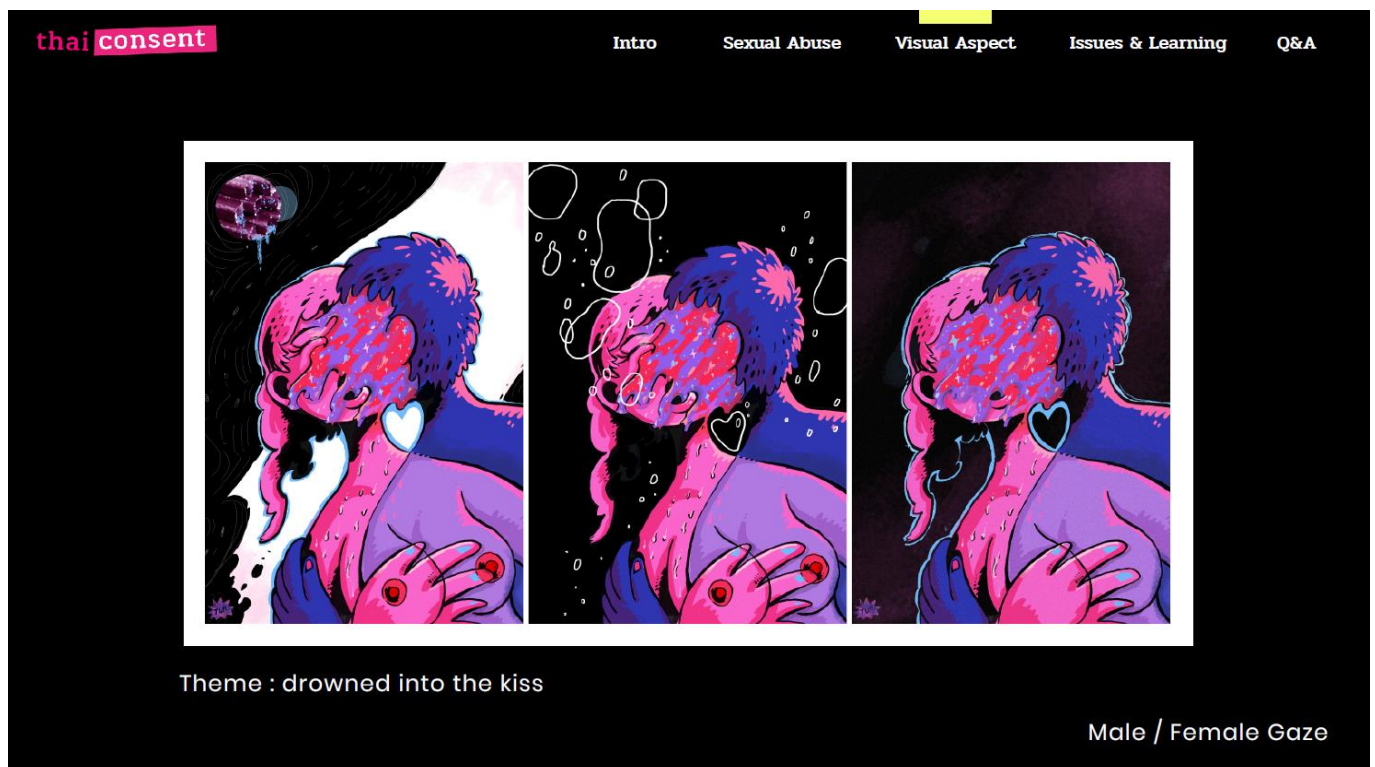 thai consent
Intro
Sexual Abuse
Visual Aspect
Issues & Learning
Q&A
Theme : drowned into the kiss
Male / Female Gaze